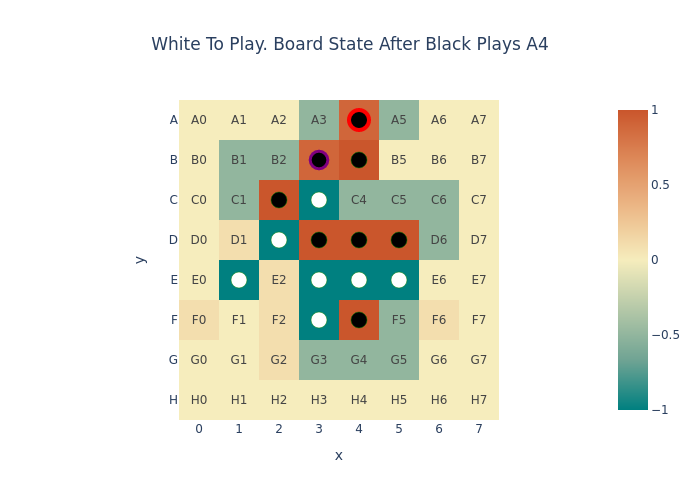 White To Play. Board State After Black Plays A4
A A0 A1 A2 A3 A5 A6 A7
B B0 B1 B2 B5 B6 B7
C C0 C1 C4 C5 C6 C7
D D0 D1 D6 D7
E E0 E2 E6 E7
F F0 F1 F2 F5 F6 F7
G G0 G1 G2 G3 G4 G5 G6 G7
H H0 H1 H2 H3 H4 H5 H6 H7
0 1 2 3 4 5 6 7
x
y
1
0.5
0
−0.5
−1